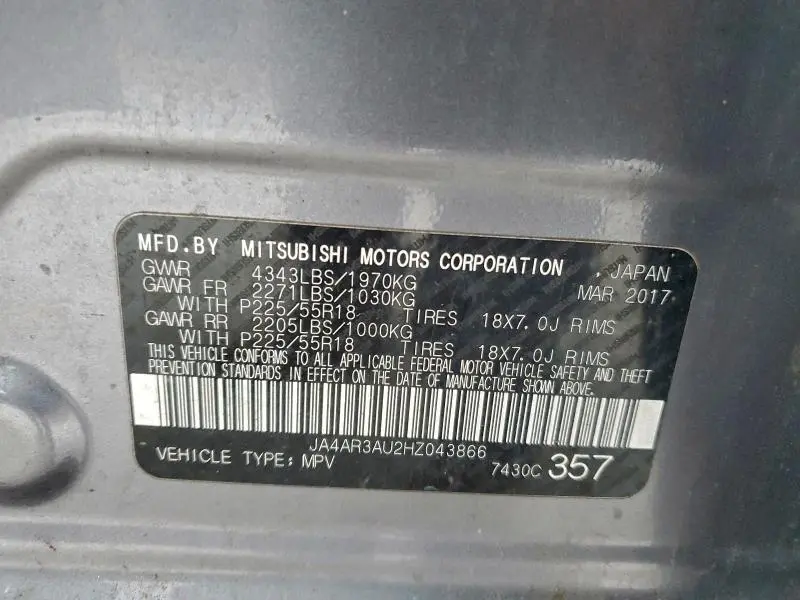 MFD.BY MITSUBISHI MOTORS CORPORATION , JAPAN
GVWR 4343LBS/1970KG MAR 2017
GAWR FR 2271LBS/1030KG
WITH P225/55R18 TIRES 18X7.0J RIMS
GAWR RR 2205LBS/1000KG
WITH P225/55R18 TIRES 18X7.0J RIMS
THIS VEHICLE CONFORMS TO ALL APPLICABLE FEDERAL MOTOR VEHICLE SAFETY AND THEFT
PREVENTION STANDARDS IN EFFECT ON THE DATE OF MANUFACTURE SHOWN ABOVE.
JA4AR3AU2HZ043866
VEHICLE TYPE: MPV 7430C 357